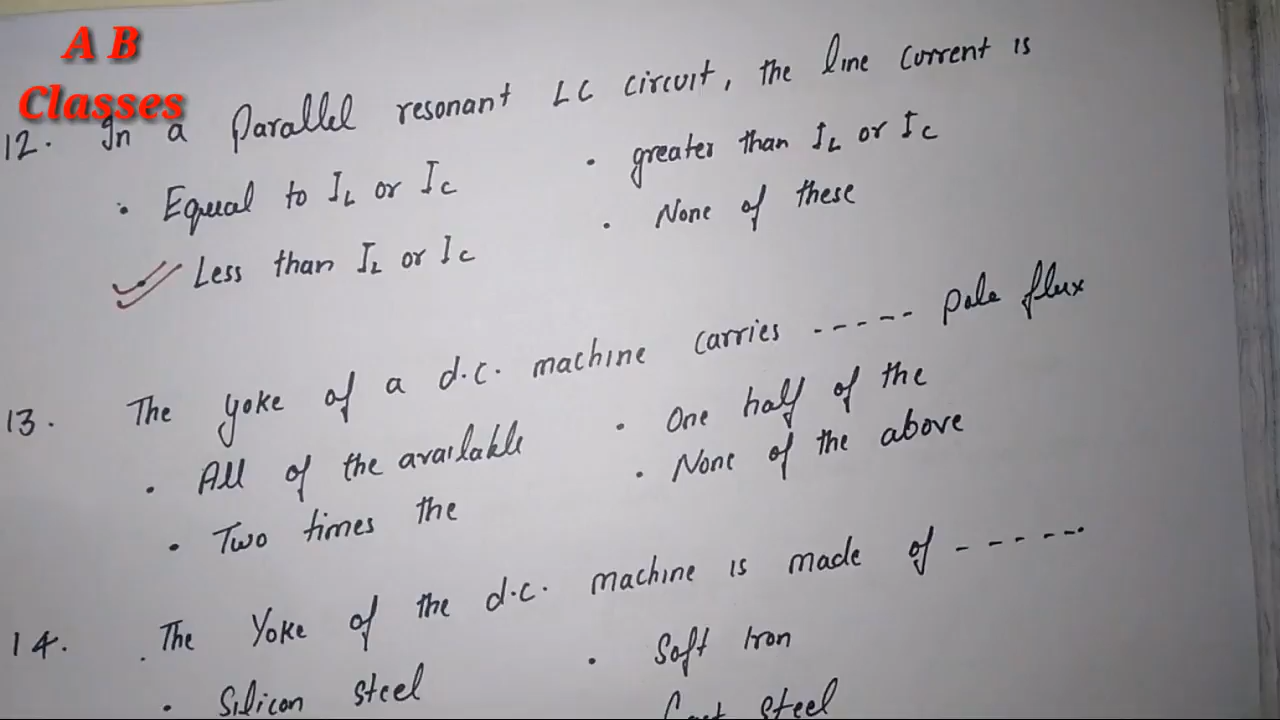 A B
Classes
12. In a parallel resonant LC circuit, the line current is
• Equal to IL or IC • greater than IL or IC
• Less than IL or IC • None of these
13. The yoke of a d.c. machine carries ----- pole flux
• All of the available • One half of the
• Two times the • None of the above
14. The Yoke of the d.c. machine is made of -----
• Silicon steel • Soft Iron
Cast steel